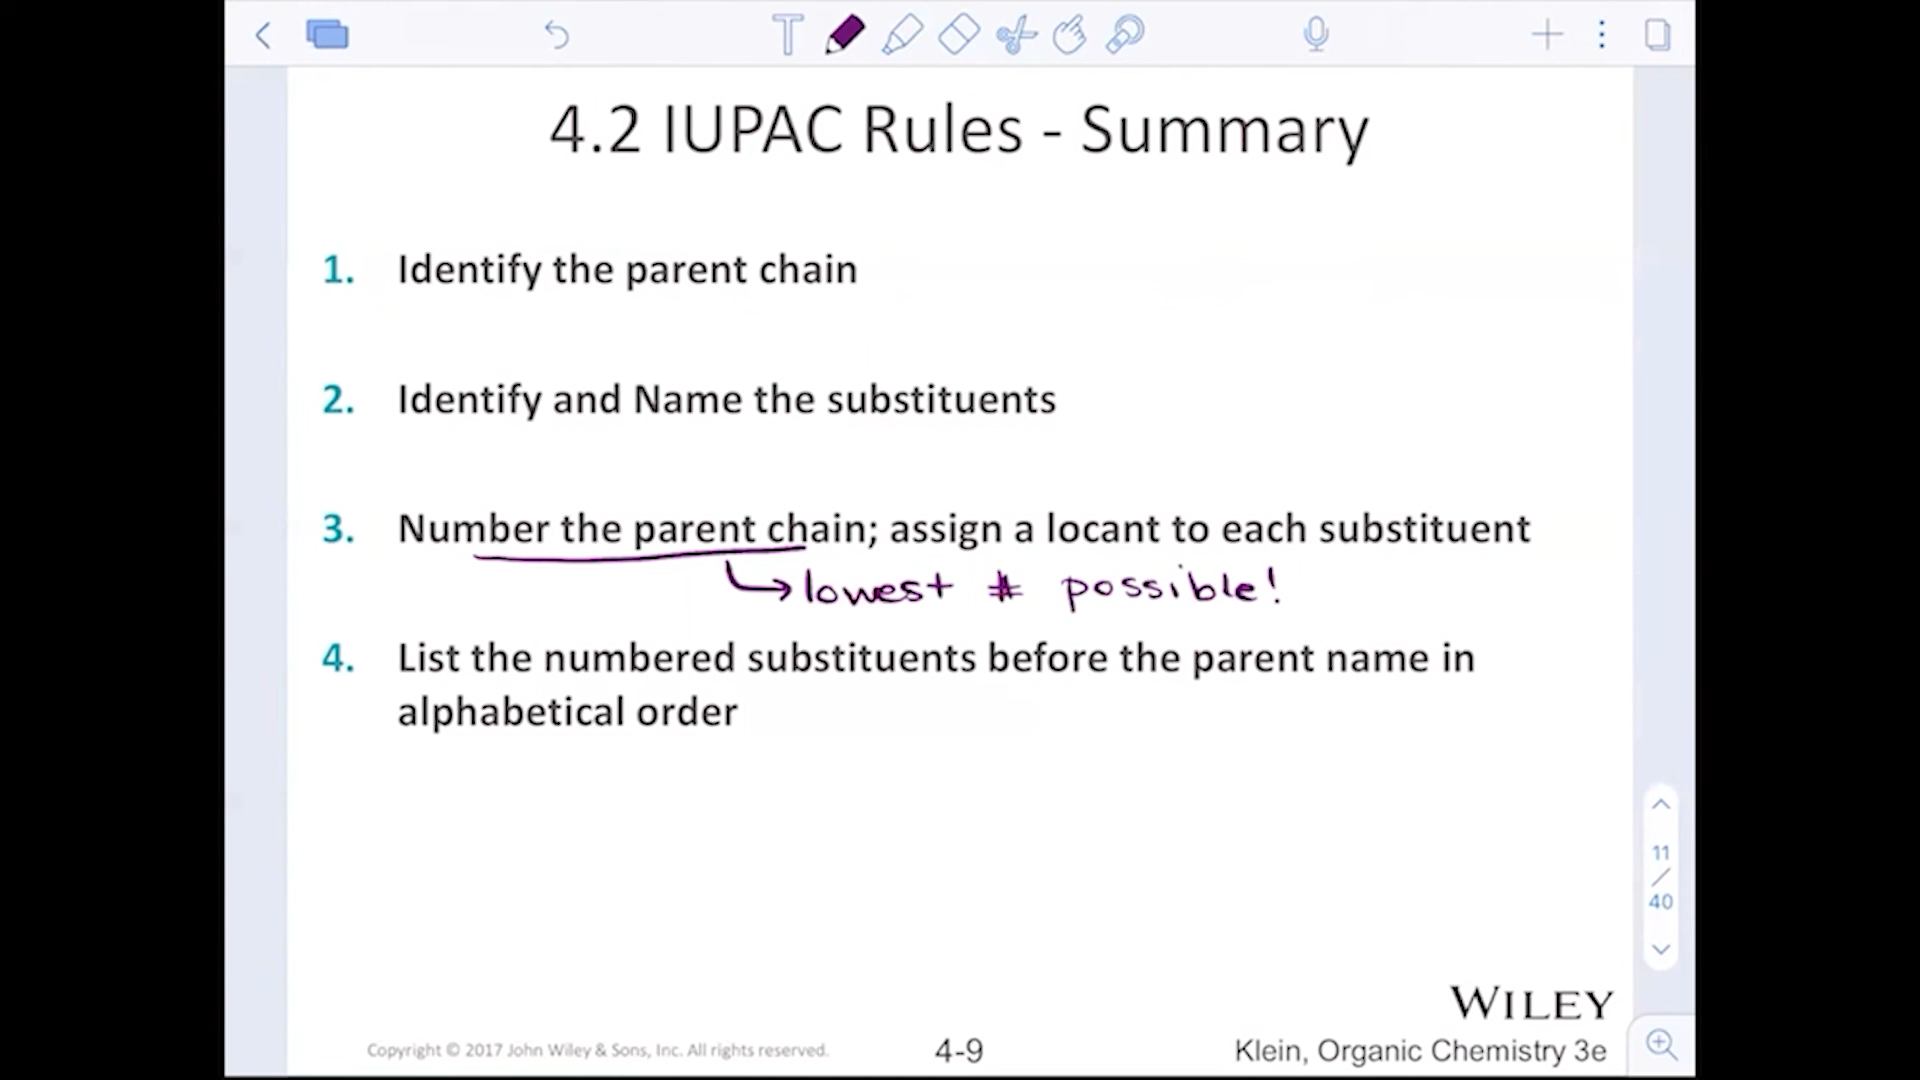 4.2 IUPAC Rules - Summary
1. Identify the parent chain
2. Identify and Name the substituents
3. Number the parent chain; assign a locant to each substituent
lowest # possible!
4. List the numbered substituents before the parent name in
alphabetical order
11
/
40
WILEY
Copyright © 2017 John Wiley & Sons, Inc. All rights reserved.
4-9
Klein, Organic Chemistry 3e